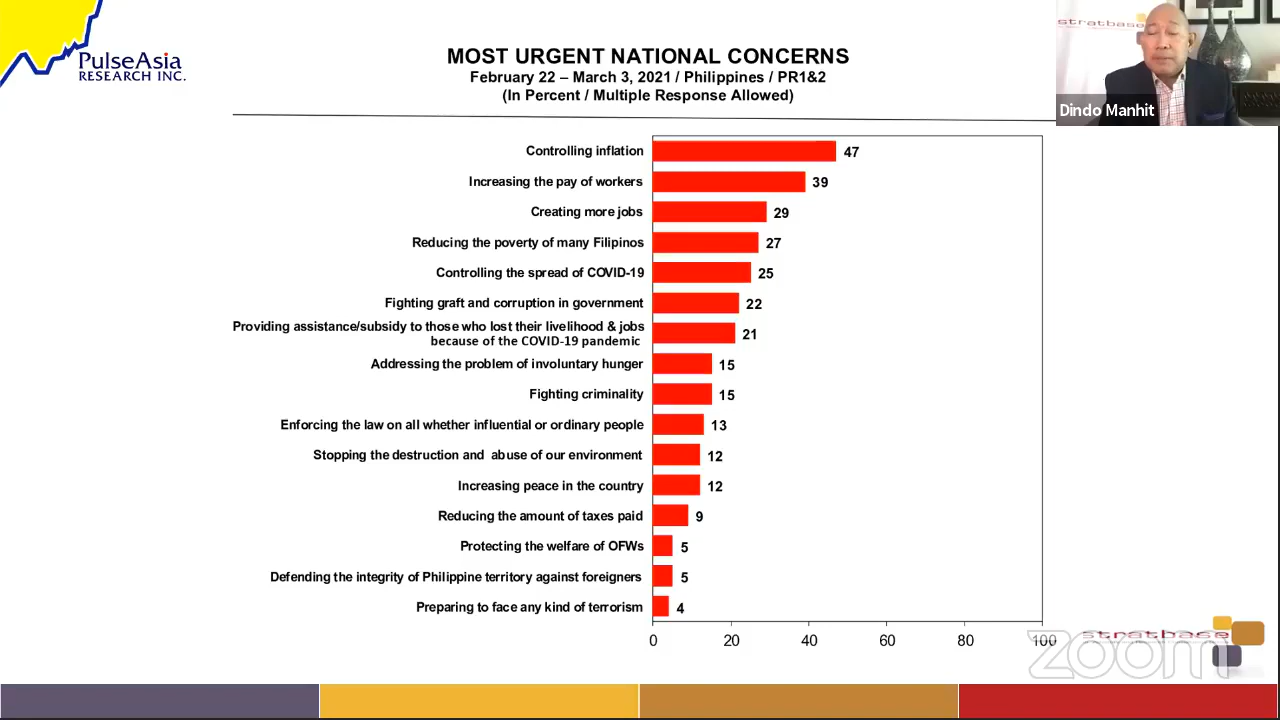 PulseAsia
RESEARCH INC.
MOST URGENT NATIONAL CONCERNS
February 22 – March 3, 2021 / Philippines / PR1&2
(In Percent / Multiple Response Allowed)
stratbase
Dindo Manhit
Controlling inflation 47
Increasing the pay of workers 39
Creating more jobs 29
Reducing the poverty of many Filipinos 27
Controlling the spread of COVID-19 25
Fighting graft and corruption in government 22
Providing assistance/subsidy to those who lost their livelihood & jobs
because of the COVID-19 pandemic 21
Addressing the problem of involuntary hunger 15
Fighting criminality 15
Enforcing the law on all whether influential or ordinary people 13
Stopping the destruction and abuse of our environment 12
Increasing peace in the country 12
Reducing the amount of taxes paid 9
Protecting the welfare of OFWs 5
Defending the integrity of Philippine territory against foreigners 5
Preparing to face any kind of terrorism 4
0 20 40 60 80 100
stratbase
zoom